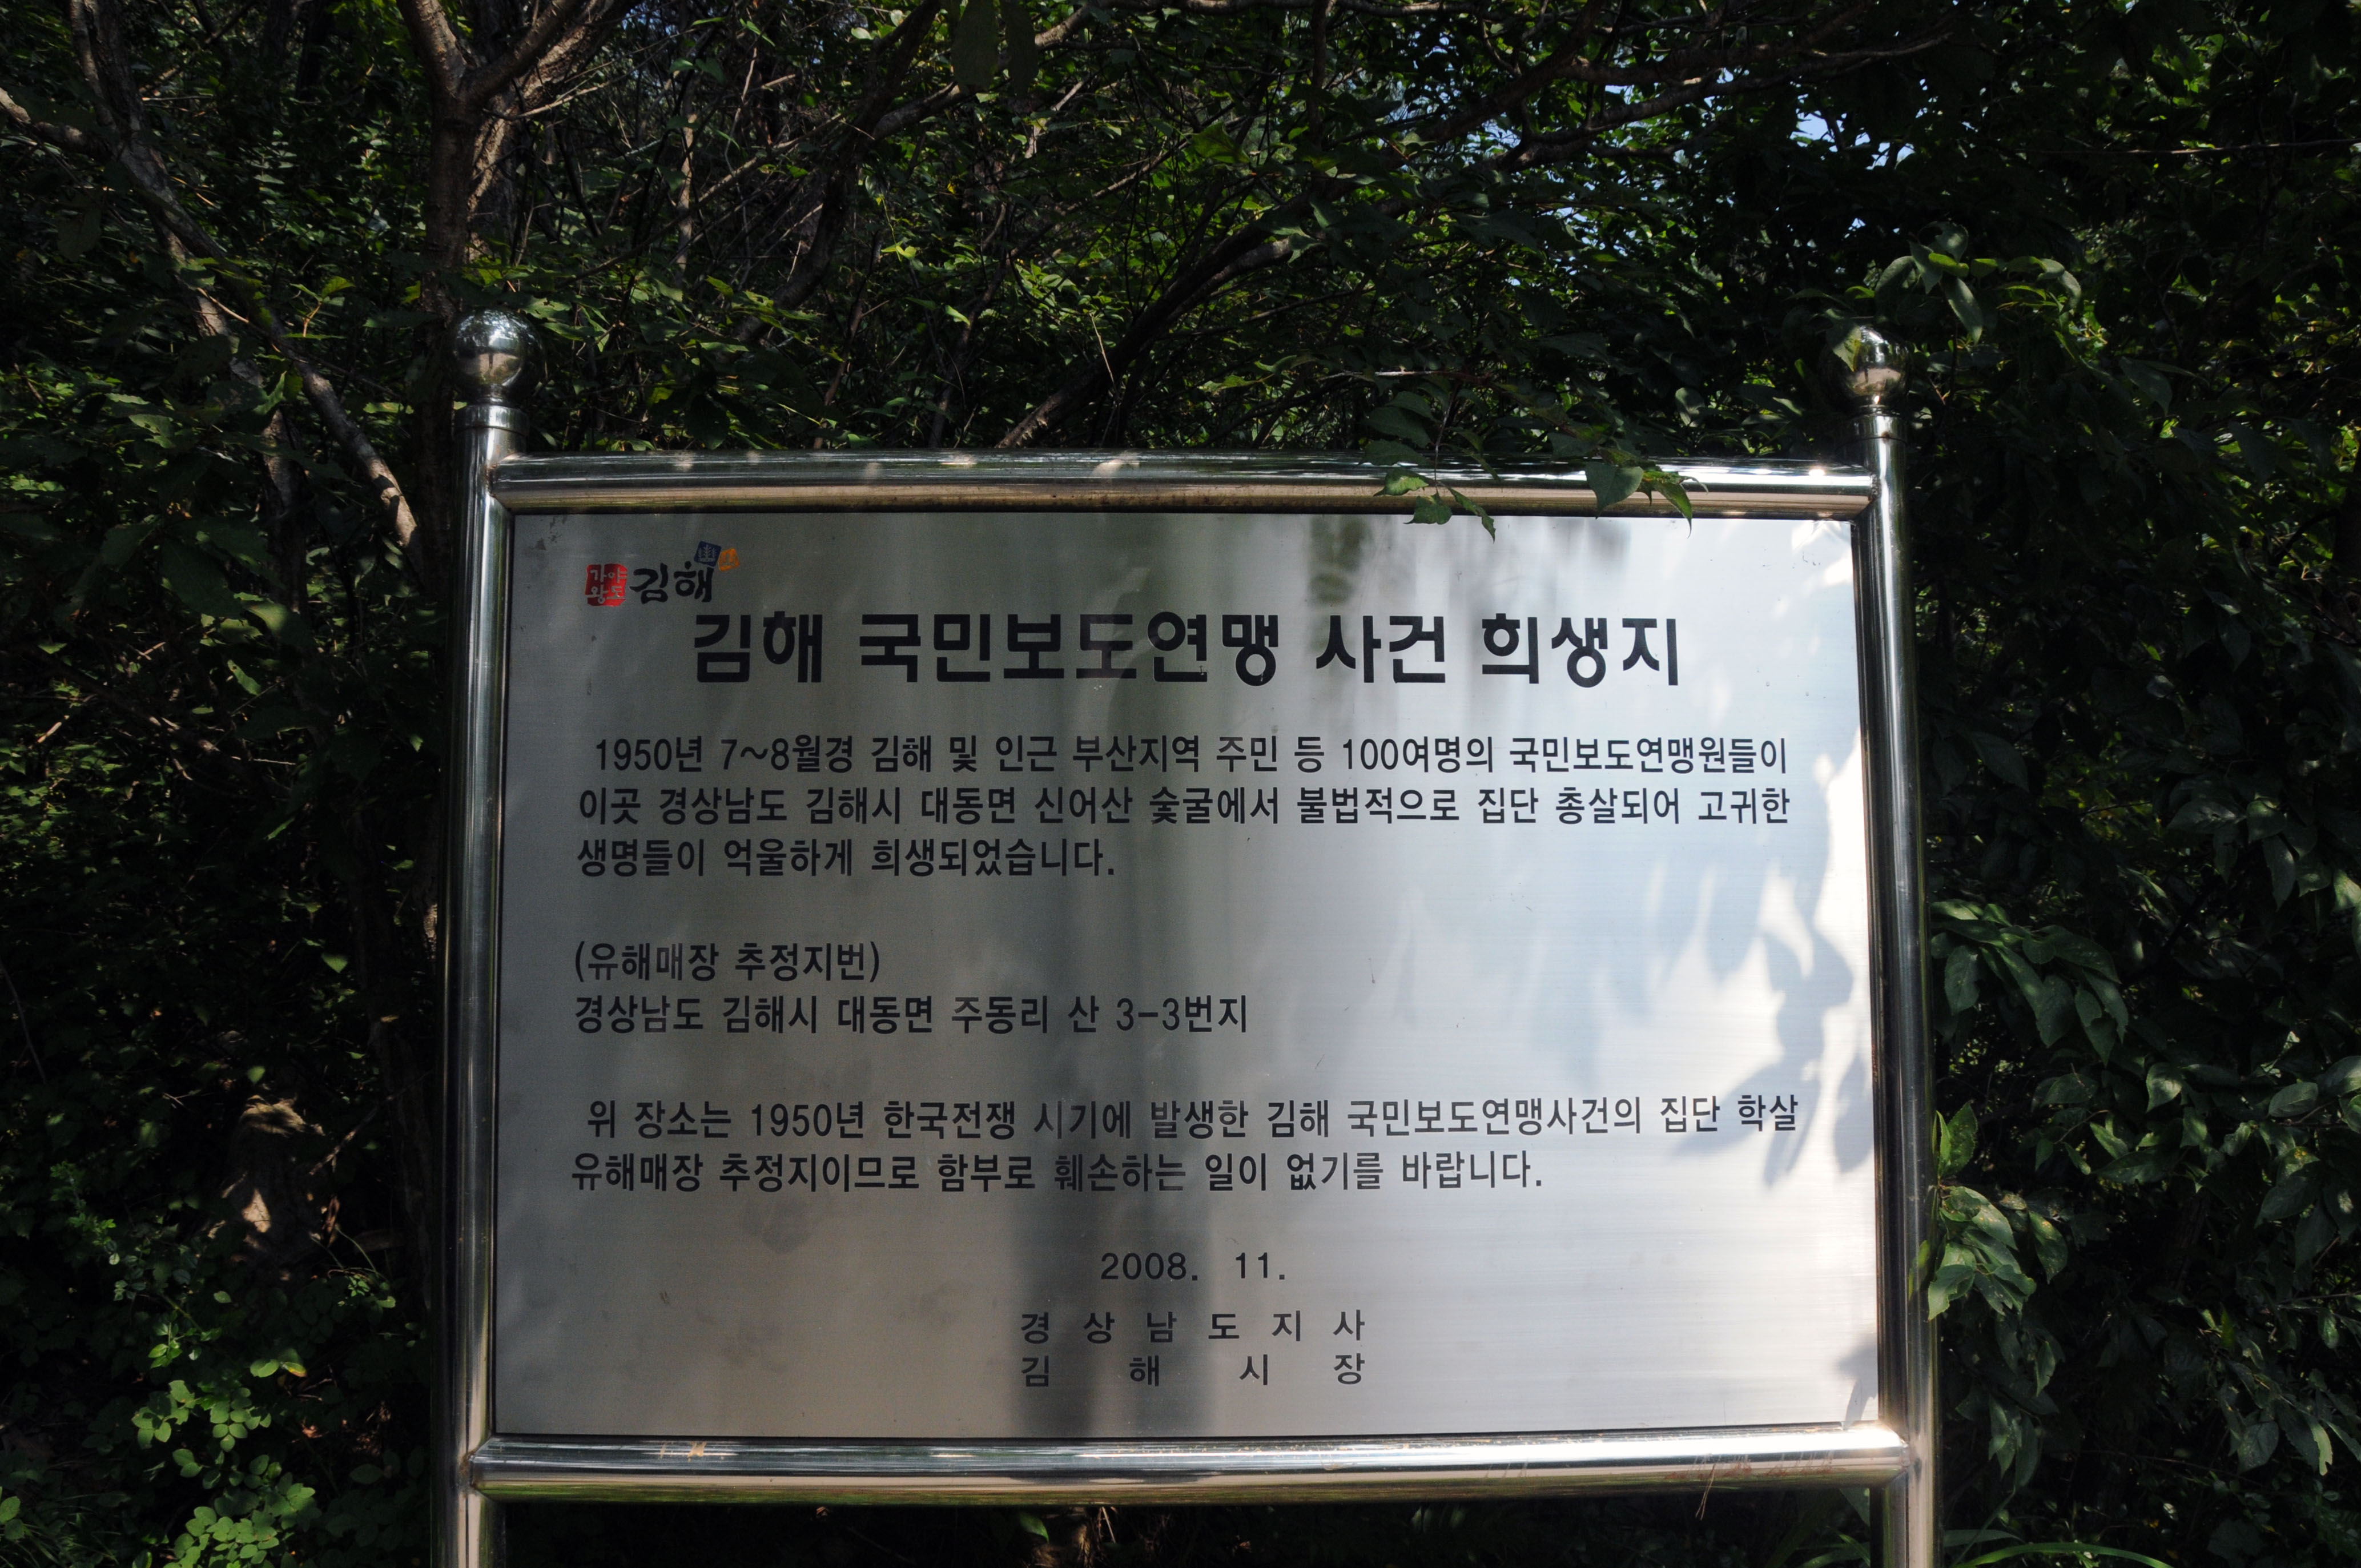 가야
왕도 김해
김해 국민보도연맹 사건 희생지
1950년 7~8월경 김해 및 인근 부산지역 주민 등 100여명의 국민보도연맹원들이
이곳 경상남도 김해시 대동면 신어산 숯굴에서 불법적으로 집단 총살되어 고귀한
생명들이 억울하게 희생되었습니다.
(유해매장 추정지번)
경상남도 김해시 대동면 주동리 산 3-3번지
위 장소는 1950년 한국전쟁 시기에 발생한 김해 국민보도연맹사건의 집단 학살
유해매장 추정지이므로 함부로 훼손하는 일이 없기를 바랍니다.
2008. 11.
경 상 남 도 지 사
김 해 시 장